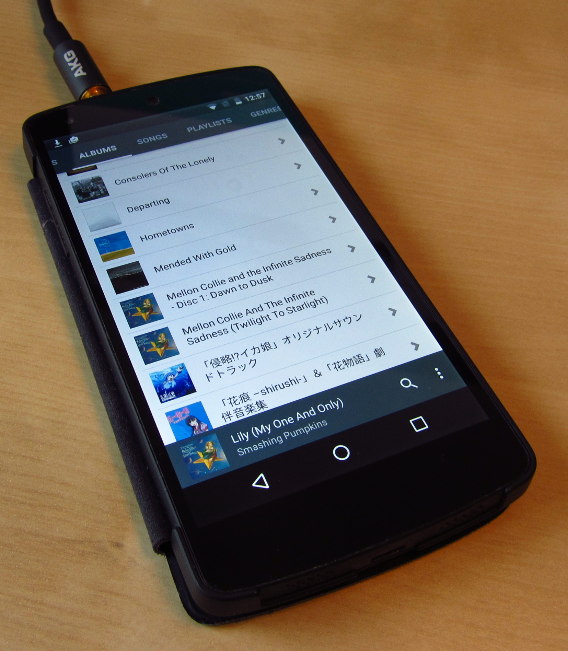 AKG
12:57
S
ALBUMS
SONGS
PLAYLISTS
GENRES
Consolers Of The Lonely
Departing
Hometowns
Mended With Gold
Mellon Collie and the Infinite Sadness
- Disc 1: Dawn to Dusk
Mellon Collie And The Infinite
Sadness (Twilight To Starlight)
「侵略!?イカ娘」オリジナルサウン
ドトラック
「花痕 –shirushi-」&「花物語」劇
伴音楽集
Lily (My One And Only)
Smashing Pumpkins